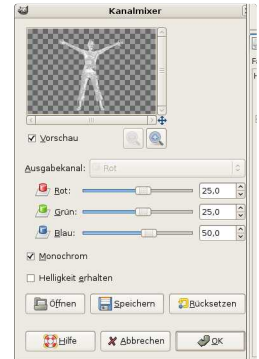 Kanalmixer
Vorschau
Ausgabekanal: Rot
Rot: 25,0
Grün: 25,0
Blau: 50,0
Monochrom
Helligkeit erhalten
Öffnen Speichern Rücksetzen
Hilfe Abbrechen OK